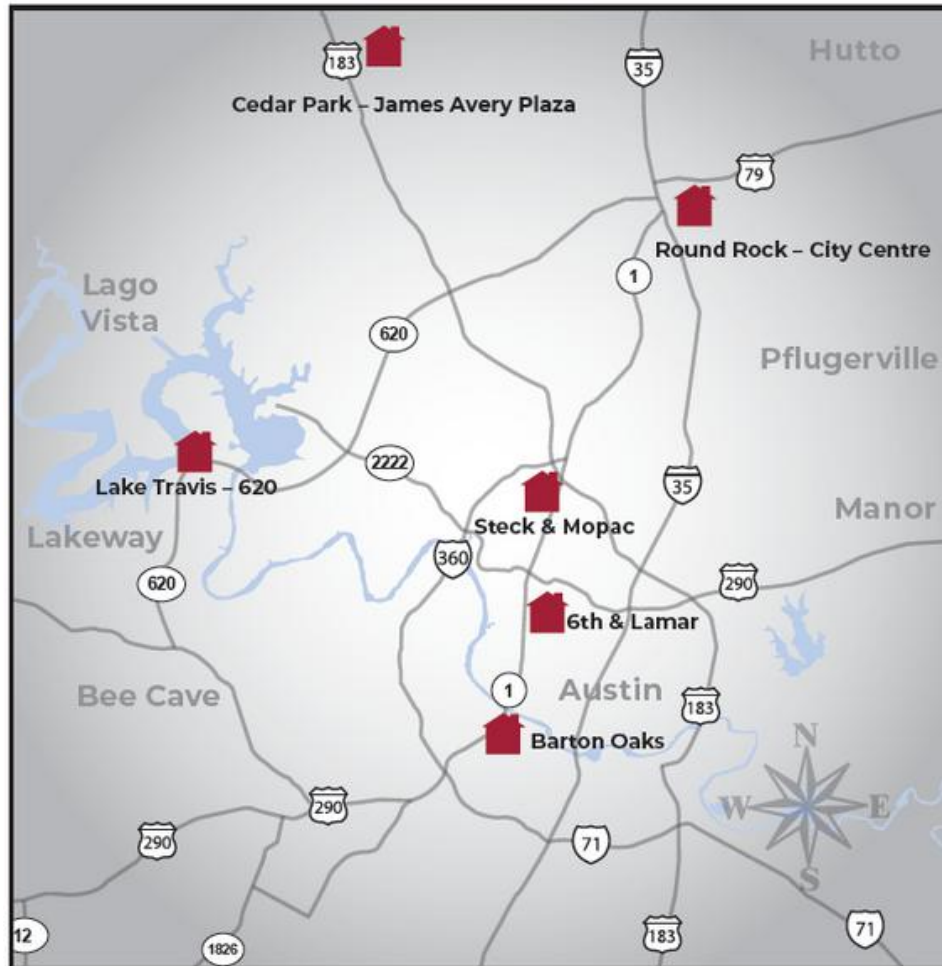 183
35
Hutto
Cedar Park – James Avery Plaza
79
Round Rock – City Centre
1
Lago
Vista
620
Pflugerville
2222
35
Lake Travis – 620
Manor
Steck & Mopac
Lakeway
360
620
290
6th & Lamar
Bee Cave
1
Austin
183
Barton Oaks
N
W
E
S
290
290
71
12
1826
183
71